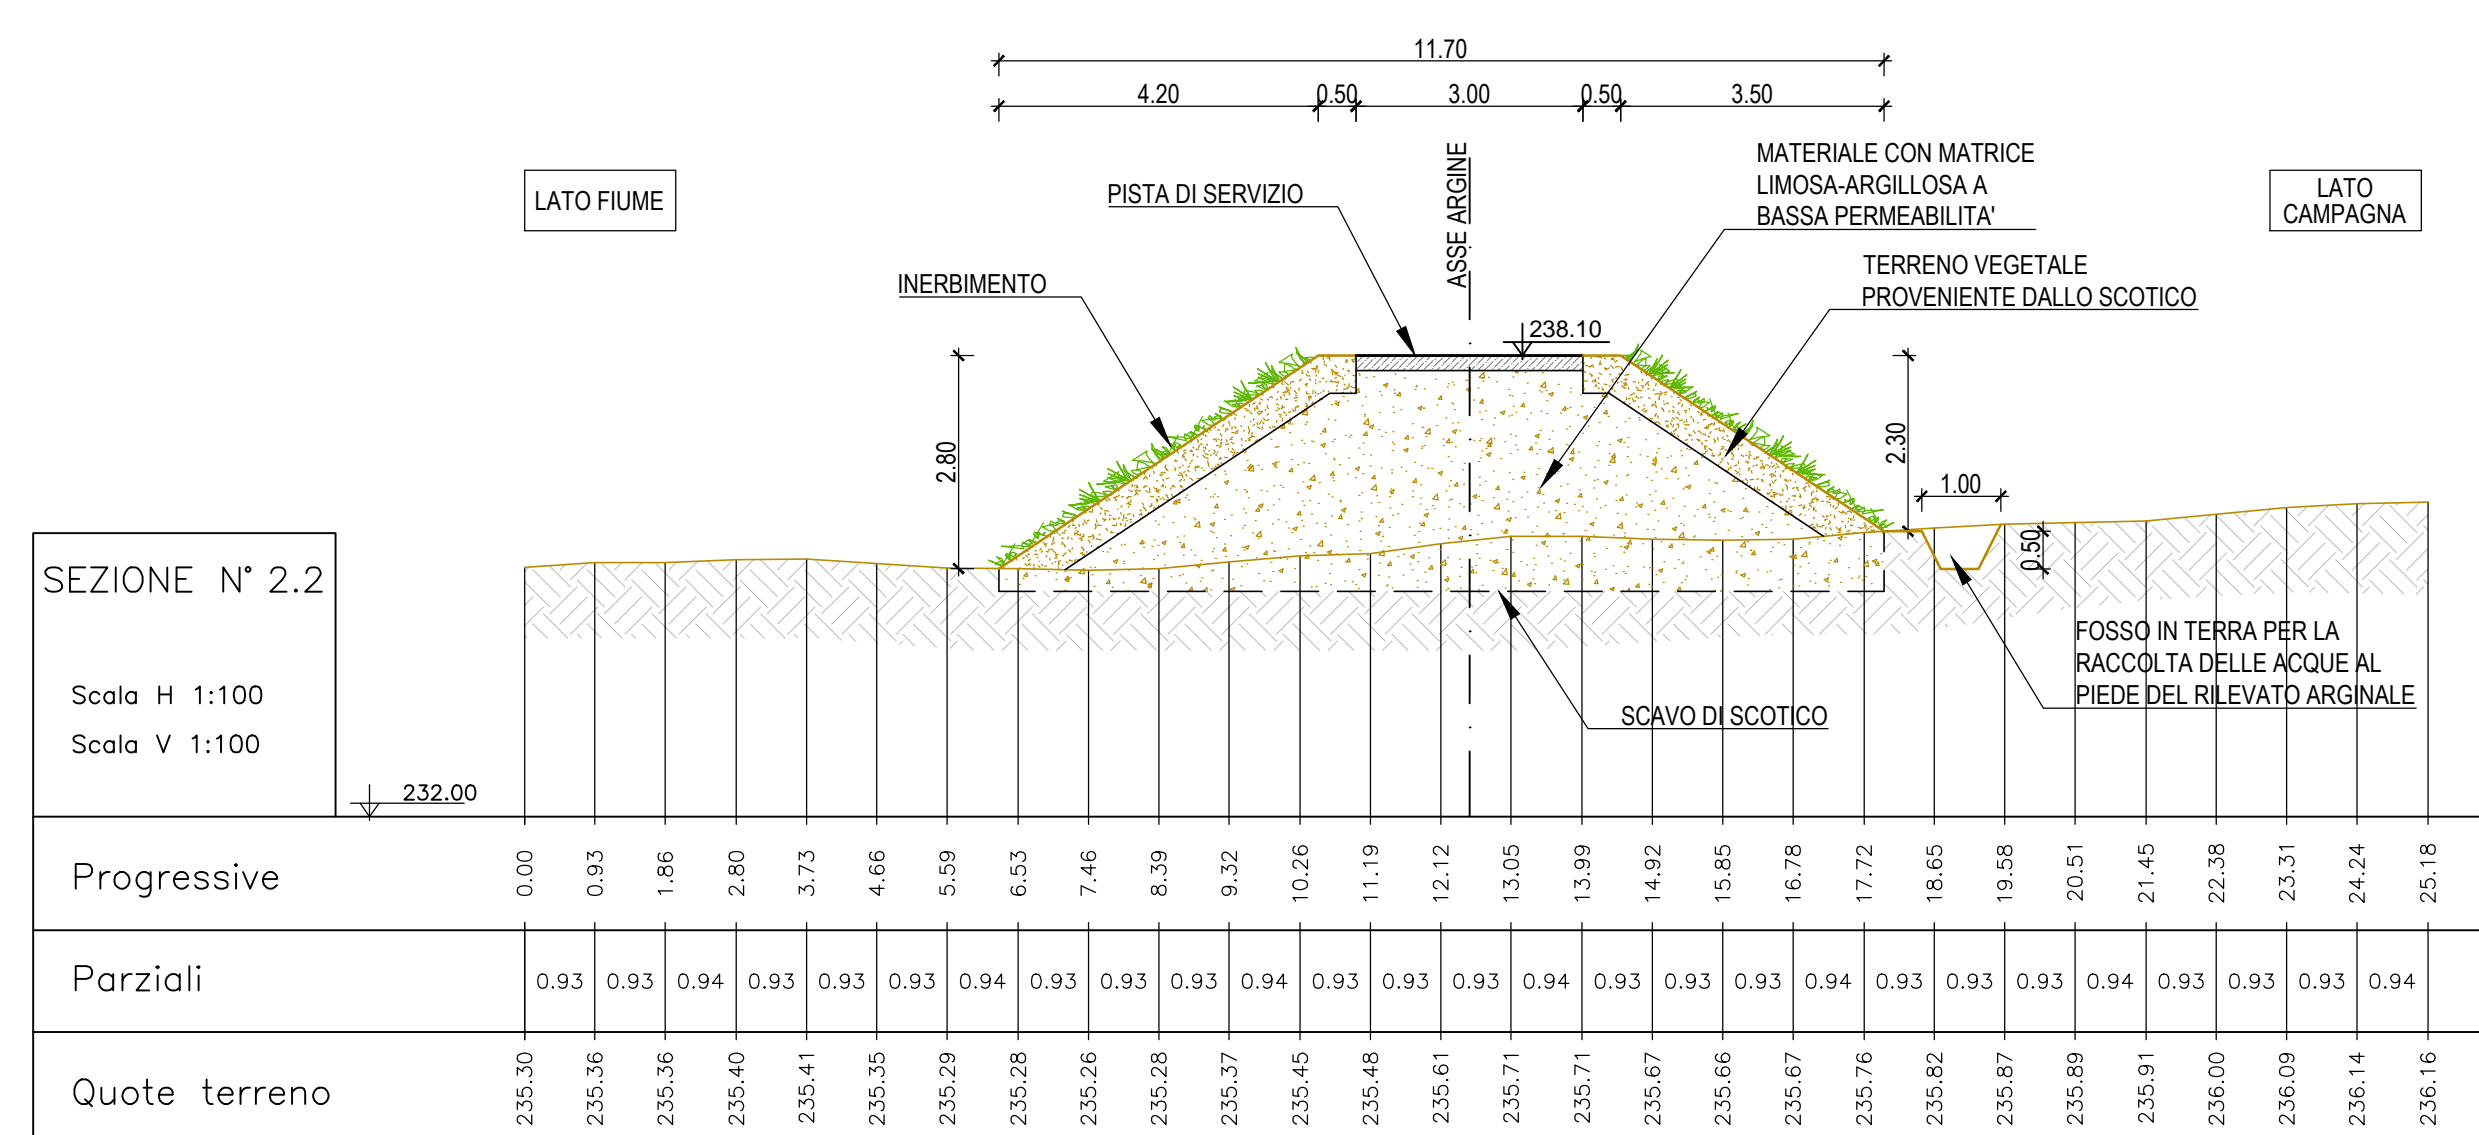 11.70
4.20 0.50 3.00 0.50 3.50
LATO FIUME
PISTA DI SERVIZIO
ASSE ARGINE
MATERIALE CON MATRICE
LIMOSA-ARGILLOSA A
BASSA PERMEABILITA'
LATO
CAMPAGNA
INERBIMENTO
TERRENO VEGETALE
PROVENIENTE DALLO SCOTICO
238.10
2.80
2.30
1.00
0.50
SEZIONE N° 2.2
Scala H 1:100
Scala V 1:100
232.00
SCAVO DI SCOTICO
FOSSO IN TERRA PER LA
RACCOLTA DELLE ACQUE AL
PIEDE DEL RILEVATO ARGINALE
Progressive 0.00 0.93 1.86 2.80 3.73 4.66 5.59 6.53 7.46 8.39 9.32 10.26 11.19 12.12 13.05 13.99 14.92 15.85 16.78 17.72 18.65 19.58 20.51 21.45 22.38 23.31 24.24 25.18
Parziali 0.93 0.93 0.94 0.93 0.93 0.93 0.94 0.93 0.93 0.93 0.94 0.93 0.93 0.93 0.94 0.93 0.93 0.93 0.94 0.93 0.93 0.93 0.94 0.93 0.93 0.93 0.94
Quote terreno 235.30 235.36 235.36 235.40 235.41 235.35 235.29 235.28 235.26 235.28 235.37 235.45 235.48 235.61 235.71 235.71 235.67 235.66 235.67 235.76 235.82 235.87 235.89 235.91 236.00 236.09 236.14 236.16